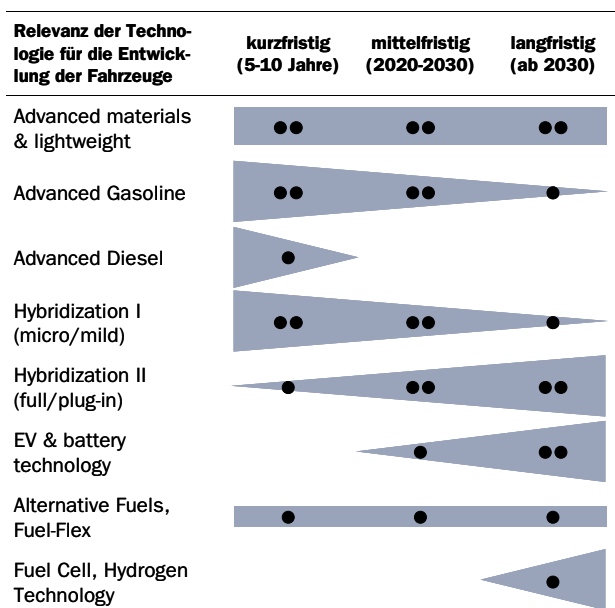 Relevanz der Techno-
logie für die Entwick-
lung der Fahrzeuge
kurzfristig
(5-10 Jahre)
mittelfristig
(2020-2030)
langfristig
(ab 2030)
Advanced materials
& lightweight
Advanced Gasoline
Advanced Diesel
Hybridization I
(micro/mild)
Hybridization II
(full/plug-in)
EV & battery
technology
Alternative Fuels,
Fuel-Flex
Fuel Cell, Hydrogen
Technology